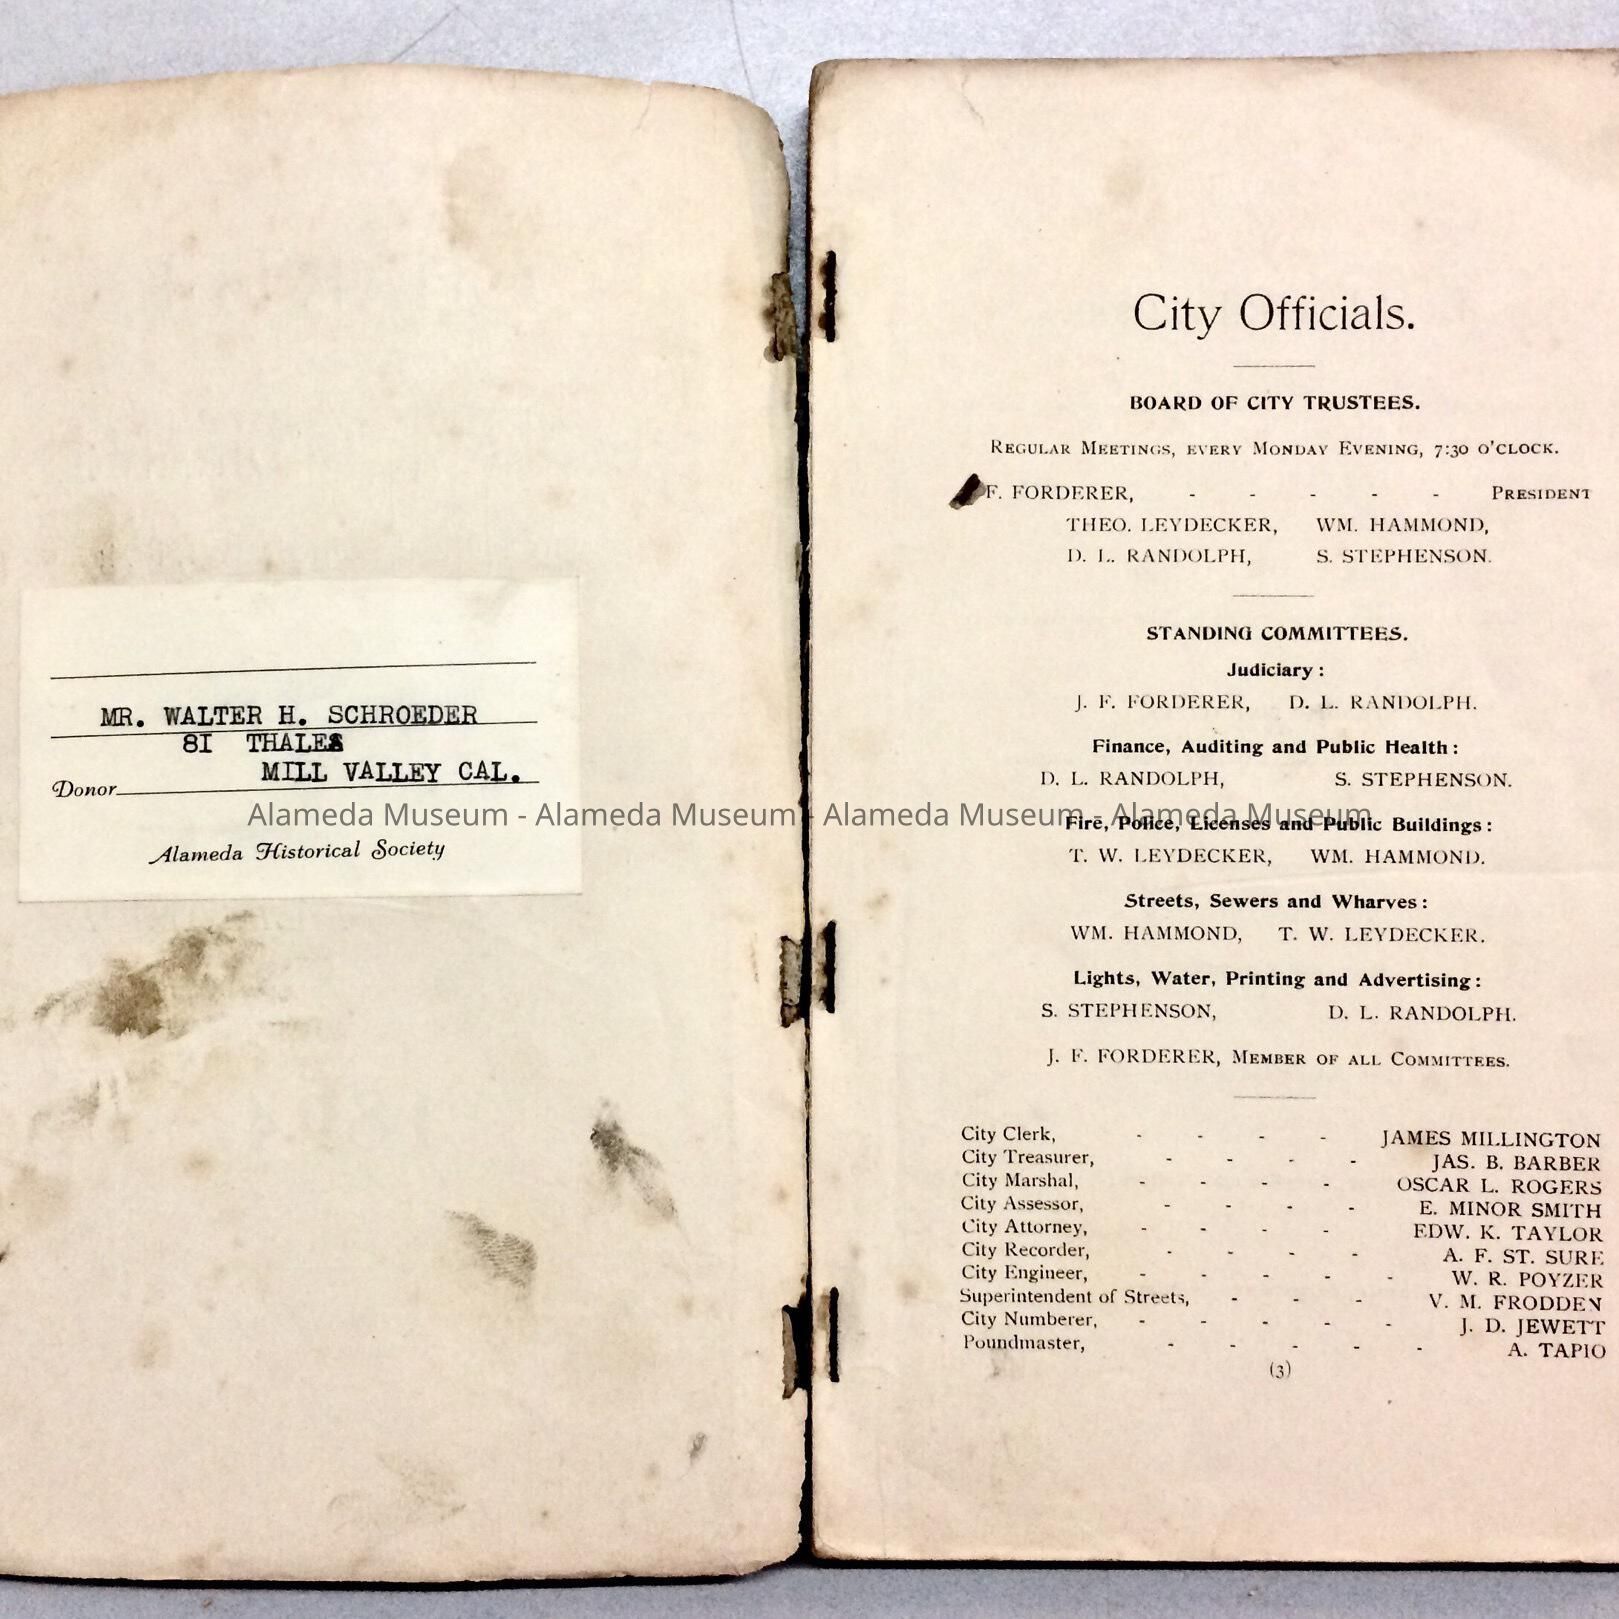 MR. WALTER H. SCHROEDER
8I THALES
MILL VALLEY CAL.
Donor
Alameda Historical Society
Alameda Museum - Alameda Museum - Alameda Museum - Alameda Museum
City Officials.
BOARD OF CITY TRUSTEES.
REGULAR MEETINGS, EVERY MONDAY EVENING, 7:30 O'CLOCK.
F. FORDERER, - - - - - PRESIDENT
THEO. LEYDECKER, WM. HAMMOND,
D. L. RANDOLPH, S. STEPHENSON.
STANDING COMMITTEES.
Judiciary:
J. F. FORDERER, D. L. RANDOLPH.
Finance, Auditing and Public Health:
D. L. RANDOLPH, S. STEPHENSON.
Fire, Police, Licenses and Public Buildings:
T. W. LEYDECKER, WM. HAMMOND.
Streets, Sewers and Wharves:
WM. HAMMOND, T. W. LEYDECKER.
Lights, Water, Printing and Advertising:
S. STEPHENSON, D. L. RANDOLPH.
J. F. FORDERER, MEMBER OF ALL COMMITTEES.
City Clerk, - - - - JAMES MILLINGTON
City Treasurer, - - - - JAS. B. BARBER
City Marshal, - - - - OSCAR L. ROGERS
City Assessor, - - - - E. MINOR SMITH
City Attorney, - - - - EDW. K. TAYLOR
City Recorder, - - - - A. F. ST. SURE
City Engineer, - - - - - W. R. POYZER
Superintendent of Streets, - - - V. M. FRODDEN
City Numberer, - - - - - J. D. JEWETT
Poundmaster, - - - - - A. TAPIO
(3)